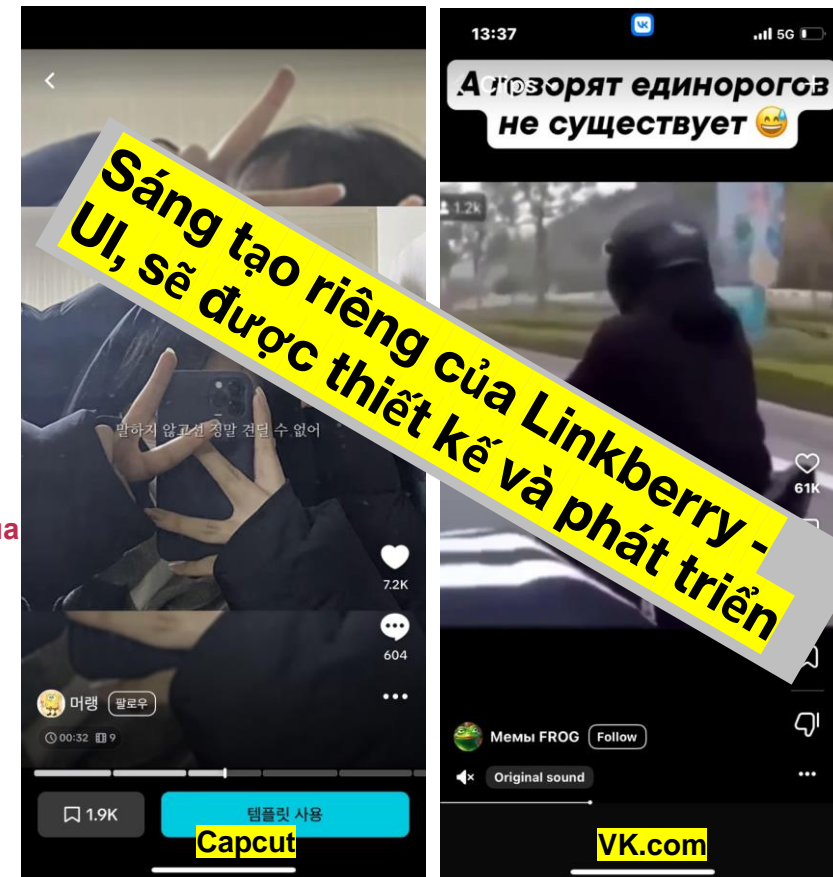 13:37
5G
А говорят единорогов
не существует 😅
1.2k
Sáng tạo riêng của Linkberry -
UI, sẽ được thiết kế và phát triển
말하지 않고선 정말 견딜 수 없어
61K
7.2K
604
머랭 팔로우
00:32 9
Мемы FROG Follow
Original sound
1.9K 템플릿 사용
Capcut
VK.com